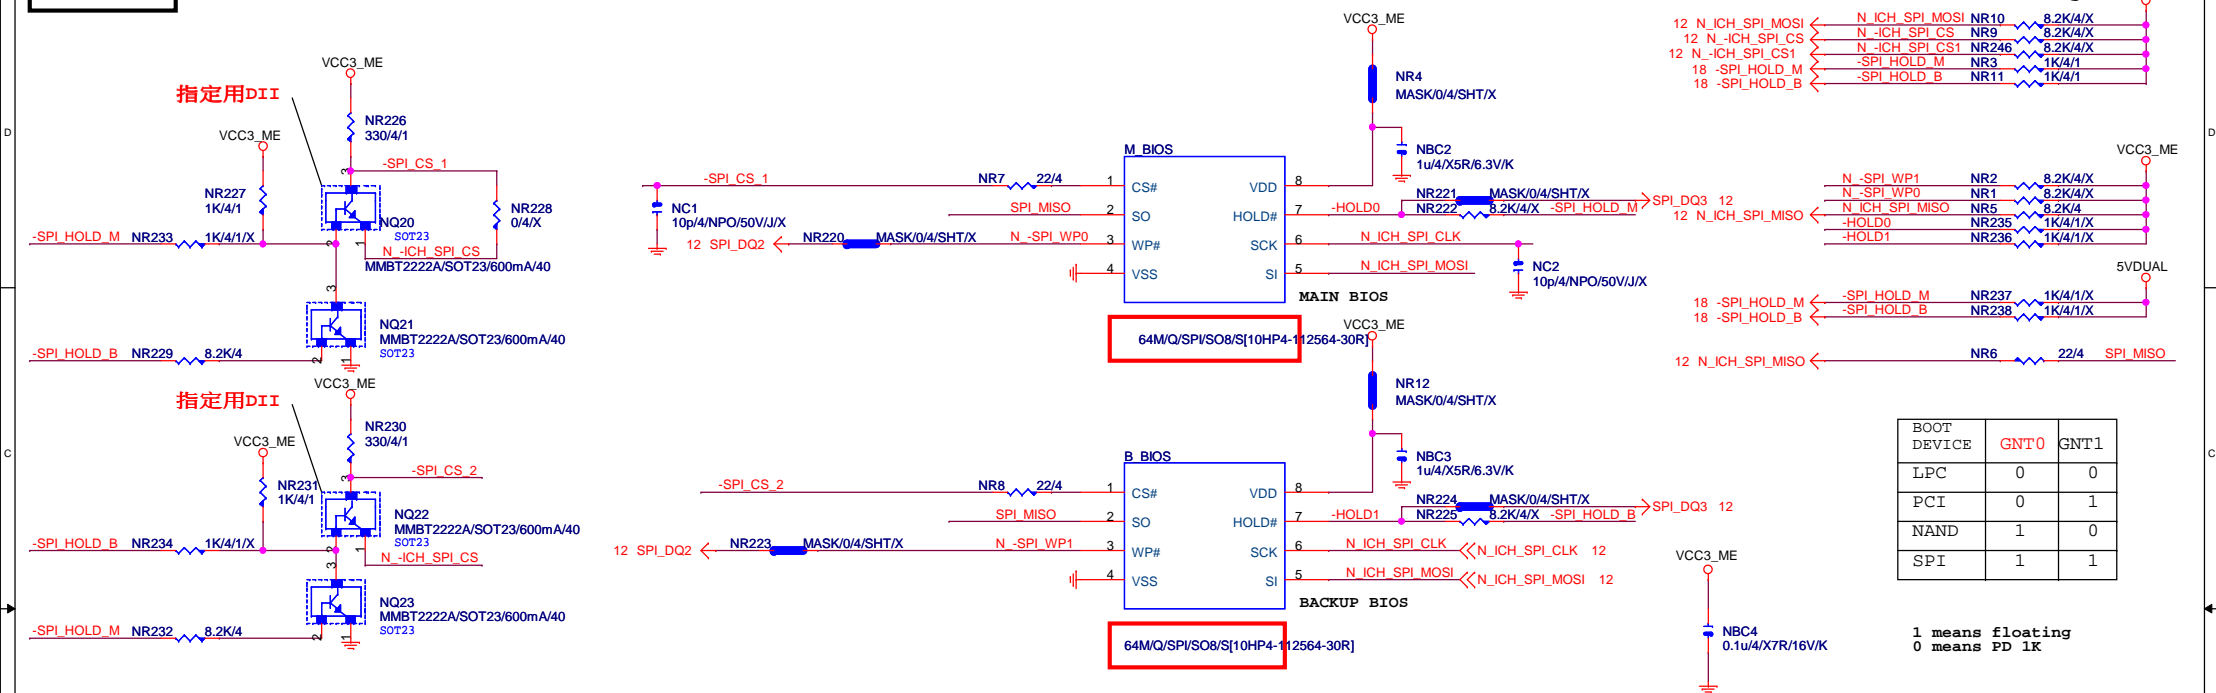 VCC3_ME
指定用DII
NR226
330/4/1
VCC3_ME
-SPI_CS_1
3
NR227
1K/4/1
NQ20
SOT23
NR228
0/4/X
-SPI_HOLD_M NR233 1K/4/1/X
2
1
N_-ICH_SPI_CS
MMBT2222A/SOT23/600mA/40
3
NQ21
MMBT2222A/SOT23/600mA/40
SOT23
-SPI_HOLD_B NR229 8.2K/4
2
1
VCC3_ME
指定用DII
NR230
330/4/1
VCC3_ME
-SPI_CS_2
3
NR231
1K/4/1
NQ22
MMBT2222A/SOT23/600mA/40
SOT23
-SPI_HOLD_B NR234 1K/4/1/X
2
1
N_-ICH_SPI_CS
3
NQ23
MMBT2222A/SOT23/600mA/40
SOT23
-SPI_HOLD_M NR232 8.2K/4
2
1
VCC3_ME
NR4
MASK/0/4/SHT/X
NBC2
1u/4/X5R/6.3V/K
M_BIOS
-SPI_CS_1 NR7 22/4 1 CS# VDD 8
NC1
10p/4/NPO/50V/J/X
SPI_MISO 2 SO HOLD# 7 -HOLD0
NR221 MASK/0/4/SHT/X SPI_DQ3 12
NR222 8.2K/4/X -SPI_HOLD_M
12 SPI_DQ2 NR220 MASK/0/4/SHT/X N_-SPI_WP0 3 WP# SCK 6 N_ICH_SPI_CLK
4 VSS SI 5 N_ICH_SPI_MOSI
NC2
10p/4/NPO/50V/J/X
MAIN BIOS
64M/Q/SPI/SO8/S[10HP4-112564-30R]
VCC3_ME
NR12
MASK/0/4/SHT/X
NBC3
1u/4/X5R/6.3V/K
B_BIOS
-SPI_CS_2 NR8 22/4 1 CS# VDD 8
SPI_MISO 2 SO HOLD# 7 -HOLD1
NR224 MASK/0/4/SHT/X SPI_DQ3 12
NR225 8.2K/4/X -SPI_HOLD_B
12 SPI_DQ2 NR223 MASK/0/4/SHT/X N_-SPI_WP1 3 WP# SCK 6 N_ICH_SPI_CLK N_ICH_SPI_CLK 12
4 VSS SI 5 N_ICH_SPI_MOSI N_ICH_SPI_MOSI 12
BACKUP BIOS
64M/Q/SPI/SO8/S[10HP4-112564-30R]
12 N_ICH_SPI_MOSI N_ICH_SPI_MOSI NR10 8.2K/4/X
12 N_-ICH_SPI_CS N_-ICH_SPI_CS NR9 8.2K/4/X
12 N_-ICH_SPI_CS1 N_-ICH_SPI_CS1 NR246 8.2K/4/X
18 -SPI_HOLD_M -SPI_HOLD_M NR3 1K/4/1
18 -SPI_HOLD_B -SPI_HOLD_B NR11 1K/4/1
VCC3_ME
N_-SPI_WP1 NR2 8.2K/4/X
N_-SPI_WP0 NR1 8.2K/4/X
12 N_ICH_SPI_MISO N_ICH_SPI_MISO NR5 8.2K/4
-HOLD0 NR235 1K/4/1/X
-HOLD1 NR236 1K/4/1/X
5VDUAL
18 -SPI_HOLD_M -SPI_HOLD_M NR237 1K/4/1/X
18 -SPI_HOLD_B -SPI_HOLD_B NR238 1K/4/1/X
12 N_ICH_SPI_MISO NR6 22/4 SPI_MISO
BOOT
DEVICE GNT0 GNT1
LPC 0 0
PCI 0 1
NAND 1 0
SPI 1 1
VCC3_ME
NBC4
0.1u/4/X7R/16V/K
1 means floating
0 means PD 1K
D
D
C
C